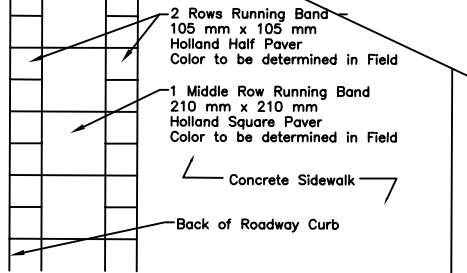 2 Rows Running Band
105 mm x 105 mm
Holland Half Paver
Color to be determined in Field
1 Middle Row Running Band
210 mm x 210 mm
Holland Square Paver
Color to be determined in Field
Concrete Sidewalk
Back of Roadway Curb